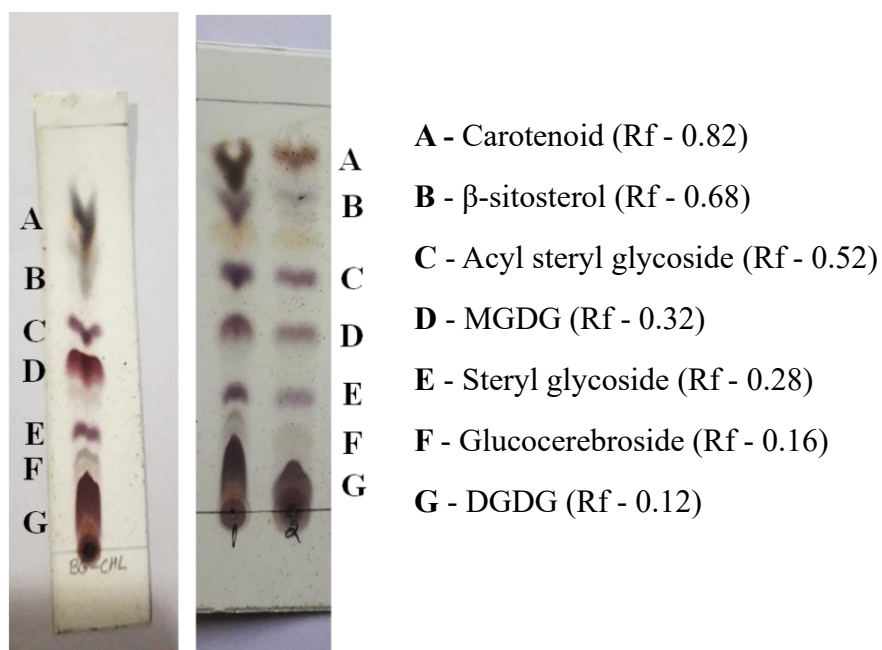 A
B
C
D
E
F
G
BG-CHL
1 2
A
B
C
D
E
F
G
A - Carotenoid (Rf - 0.82)
B - β-sitosterol (Rf - 0.68)
C - Acyl steryl glycoside (Rf - 0.52)
D - MGDG (Rf - 0.32)
E - Steryl glycoside (Rf - 0.28)
F - Glucocerebroside (Rf - 0.16)
G - DGDG (Rf - 0.12)